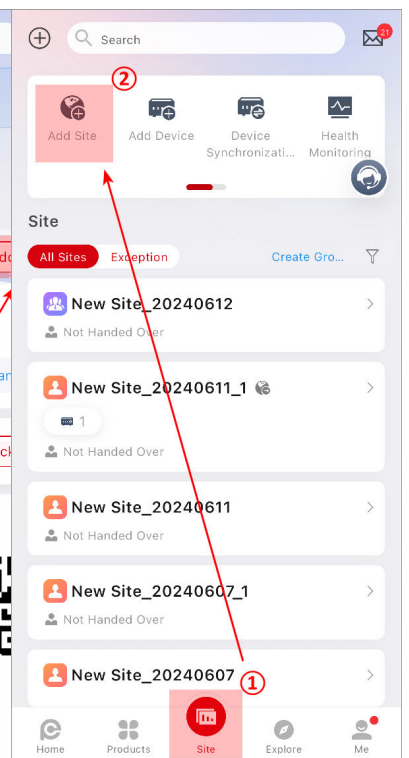 Search
21
②
Add Site
Add Device
Device
Synchronizati...
Health
Monitoring
Site
All Sites
Exception
Create Gro...
New Site_20240612
Not Handed Over
New Site_20240611_1
1
Not Handed Over
New Site_20240611
Not Handed Over
New Site_20240607_1
Not Handed Over
New Site_20240607
①
Home
Products
Site
Explore
Me